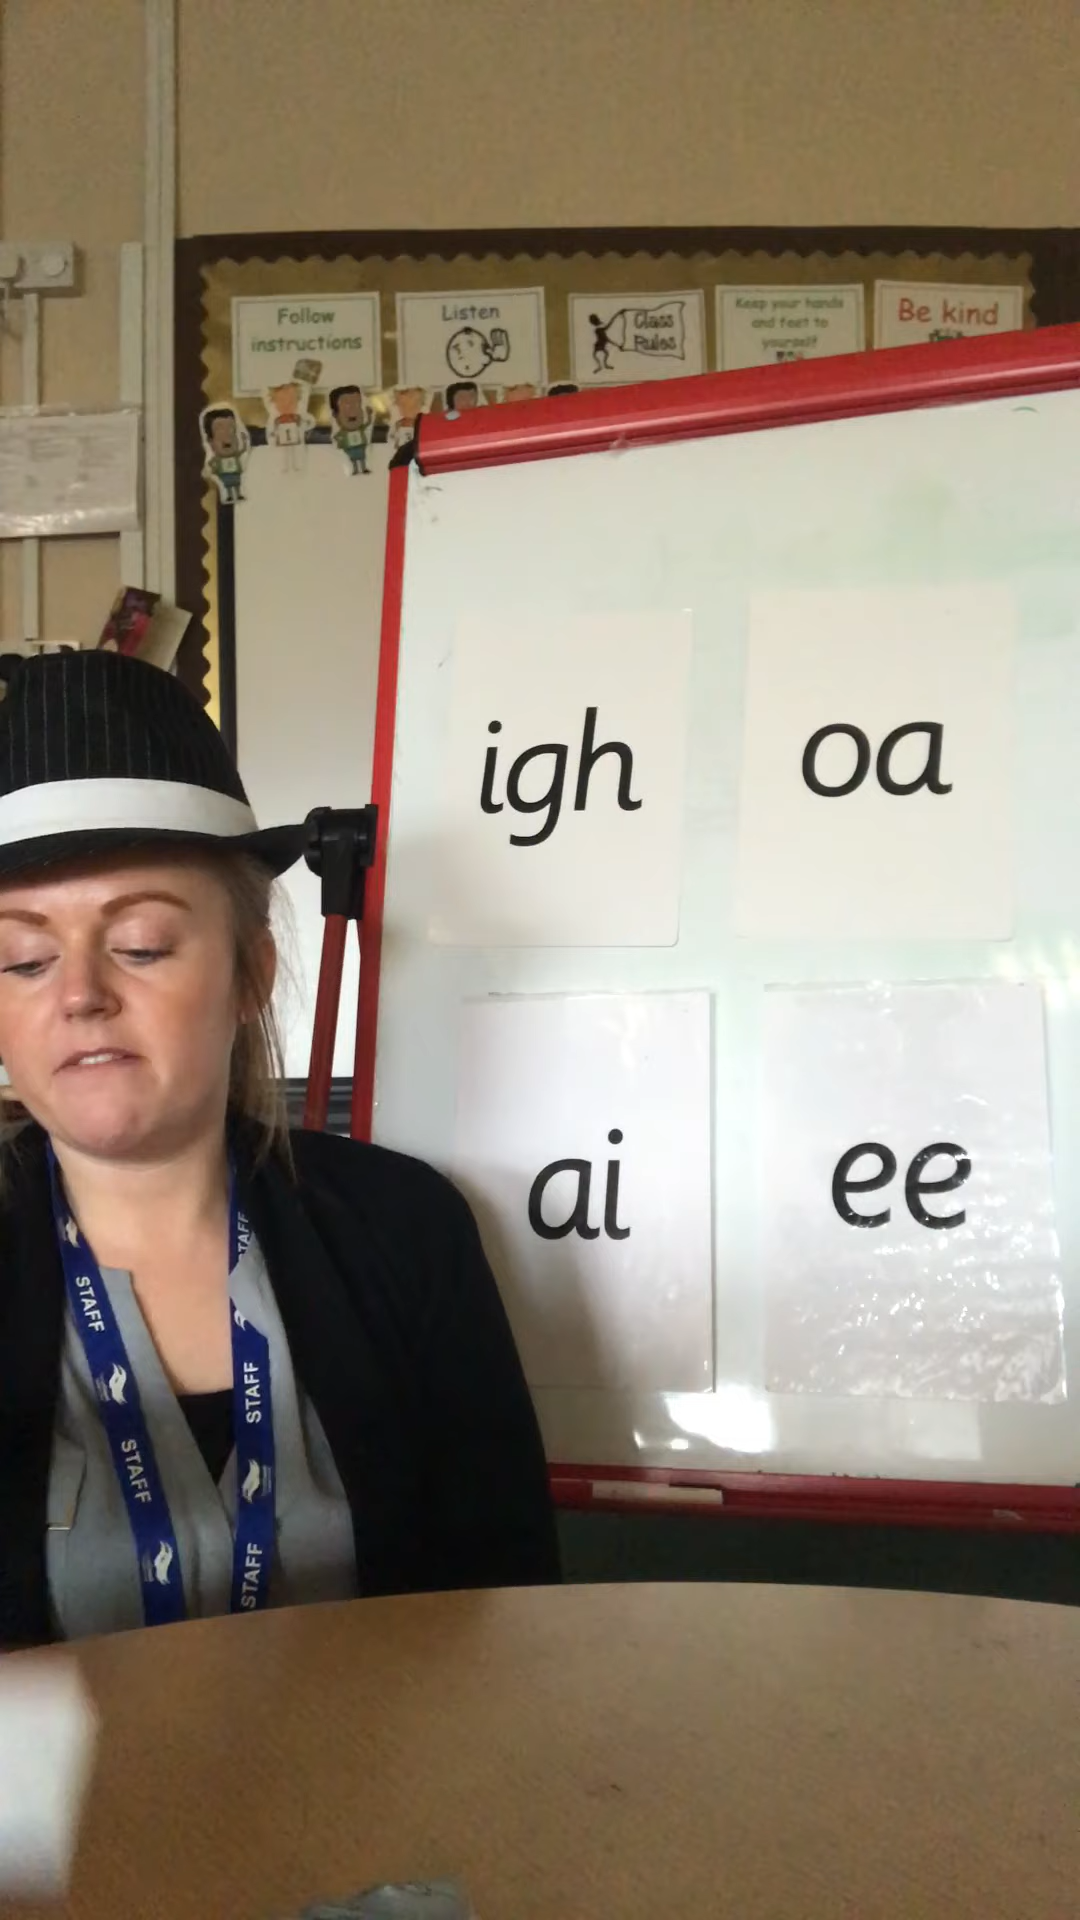 Follow
instructions
Listen
Class
Rules
Keep your hands
and feet to
yourself
Be kind
igh
oa
ai
ee
STAFF
STAFF
STAFF
STAFF
STAFF